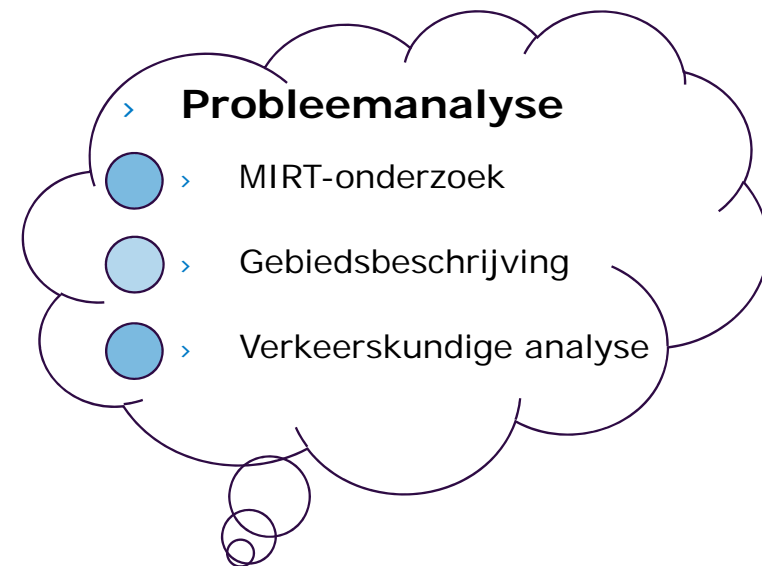 › Probleemanalyse
› MIRT-onderzoek
› Gebiedsbeschrijving
› Verkeerskundige analyse